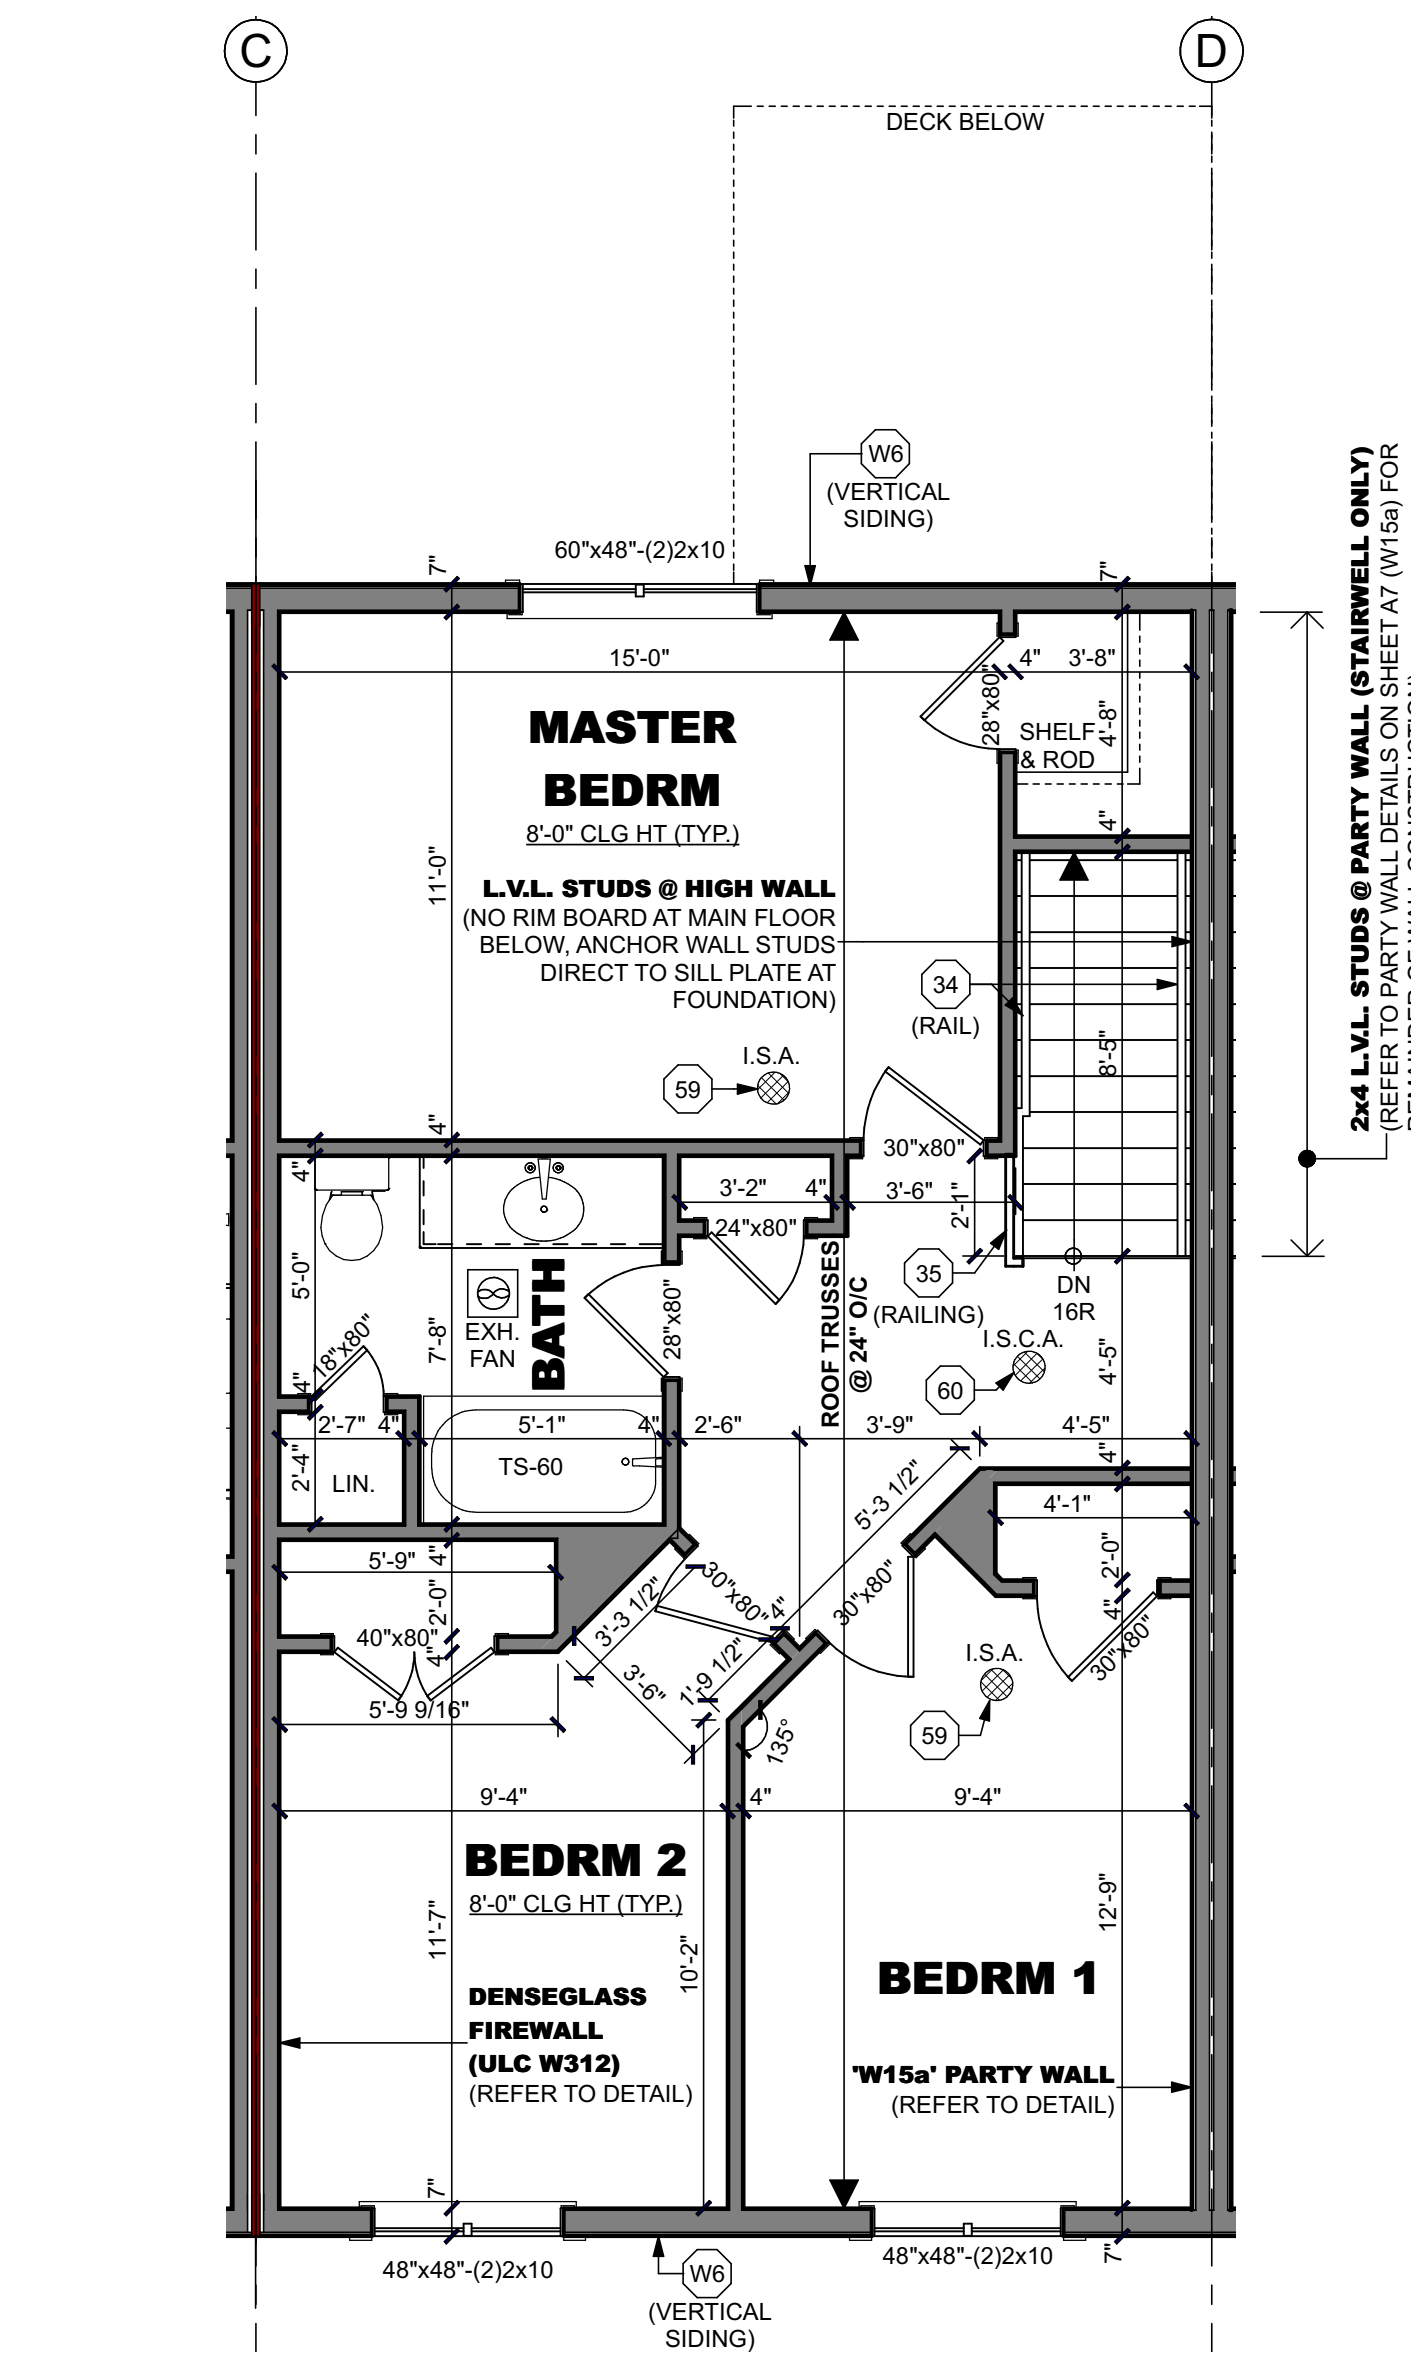 C
D
DECK BELOW
W6
(VERTICAL
SIDING)
60"x48"-(2)2x10
7"
7"
15'-0"
4"
3'-8"
28"x80"
4'-8"
SHELF
& ROD
MASTER
BEDRM
8'-0" CLG HT (TYP.)
4"
11'-0"
L.V.L. STUDS @ HIGH WALL
(NO RIM BOARD AT MAIN FLOOR
BELOW, ANCHOR WALL STUDS
DIRECT TO SILL PLATE AT
FOUNDATION)
34
(RAIL)
8'-5"
I.S.A.
59
2x4 L.V.L. STUDS @ PARTY WALL (STAIRWELL ONLY)
(REFER TO PARTY WALL DETAILS ON SHEET A7 (W15a) FOR
4"
4"
30"x80"
3'-2"
4"
3'-6"
2'-1"
24"x80"
5'-0"
BATH
EXH.
FAN
7'-8"
28"x80"
18"x80"
4"
ROOF TRUSSES
@ 24" O/C
35
(RAILING)
DN
16R
I.S.C.A.
60
4'-5"
2'-7"
4"
5'-1"
4"
2'-6"
3'-9"
4'-5"
4"
2'-4"
LIN.
TS-60
5'-3 1/2"
4'-1"
5'-9"
4"
2'-0"
2'-0"
4"
30"x80"
4"
30"x80"
3'-3 1/2"
40"x80"
4"
3'-6"
1'-9 1/2"
30"x80"
I.S.A.
59
5'-9 9/16"
135°
9'-4"
4"
9'-4"
BEDRM 2
8'-0" CLG HT (TYP.)
11'-7"
10'-2"
12'-9"
BEDRM 1
DENSEGLASS
FIREWALL
(ULC W312)
(REFER TO DETAIL)
'W15a' PARTY WALL
(REFER TO DETAIL)
7"
7"
48"x48"-(2)2x10
48"x48"-(2)2x10
W6
(VERTICAL
SIDING)